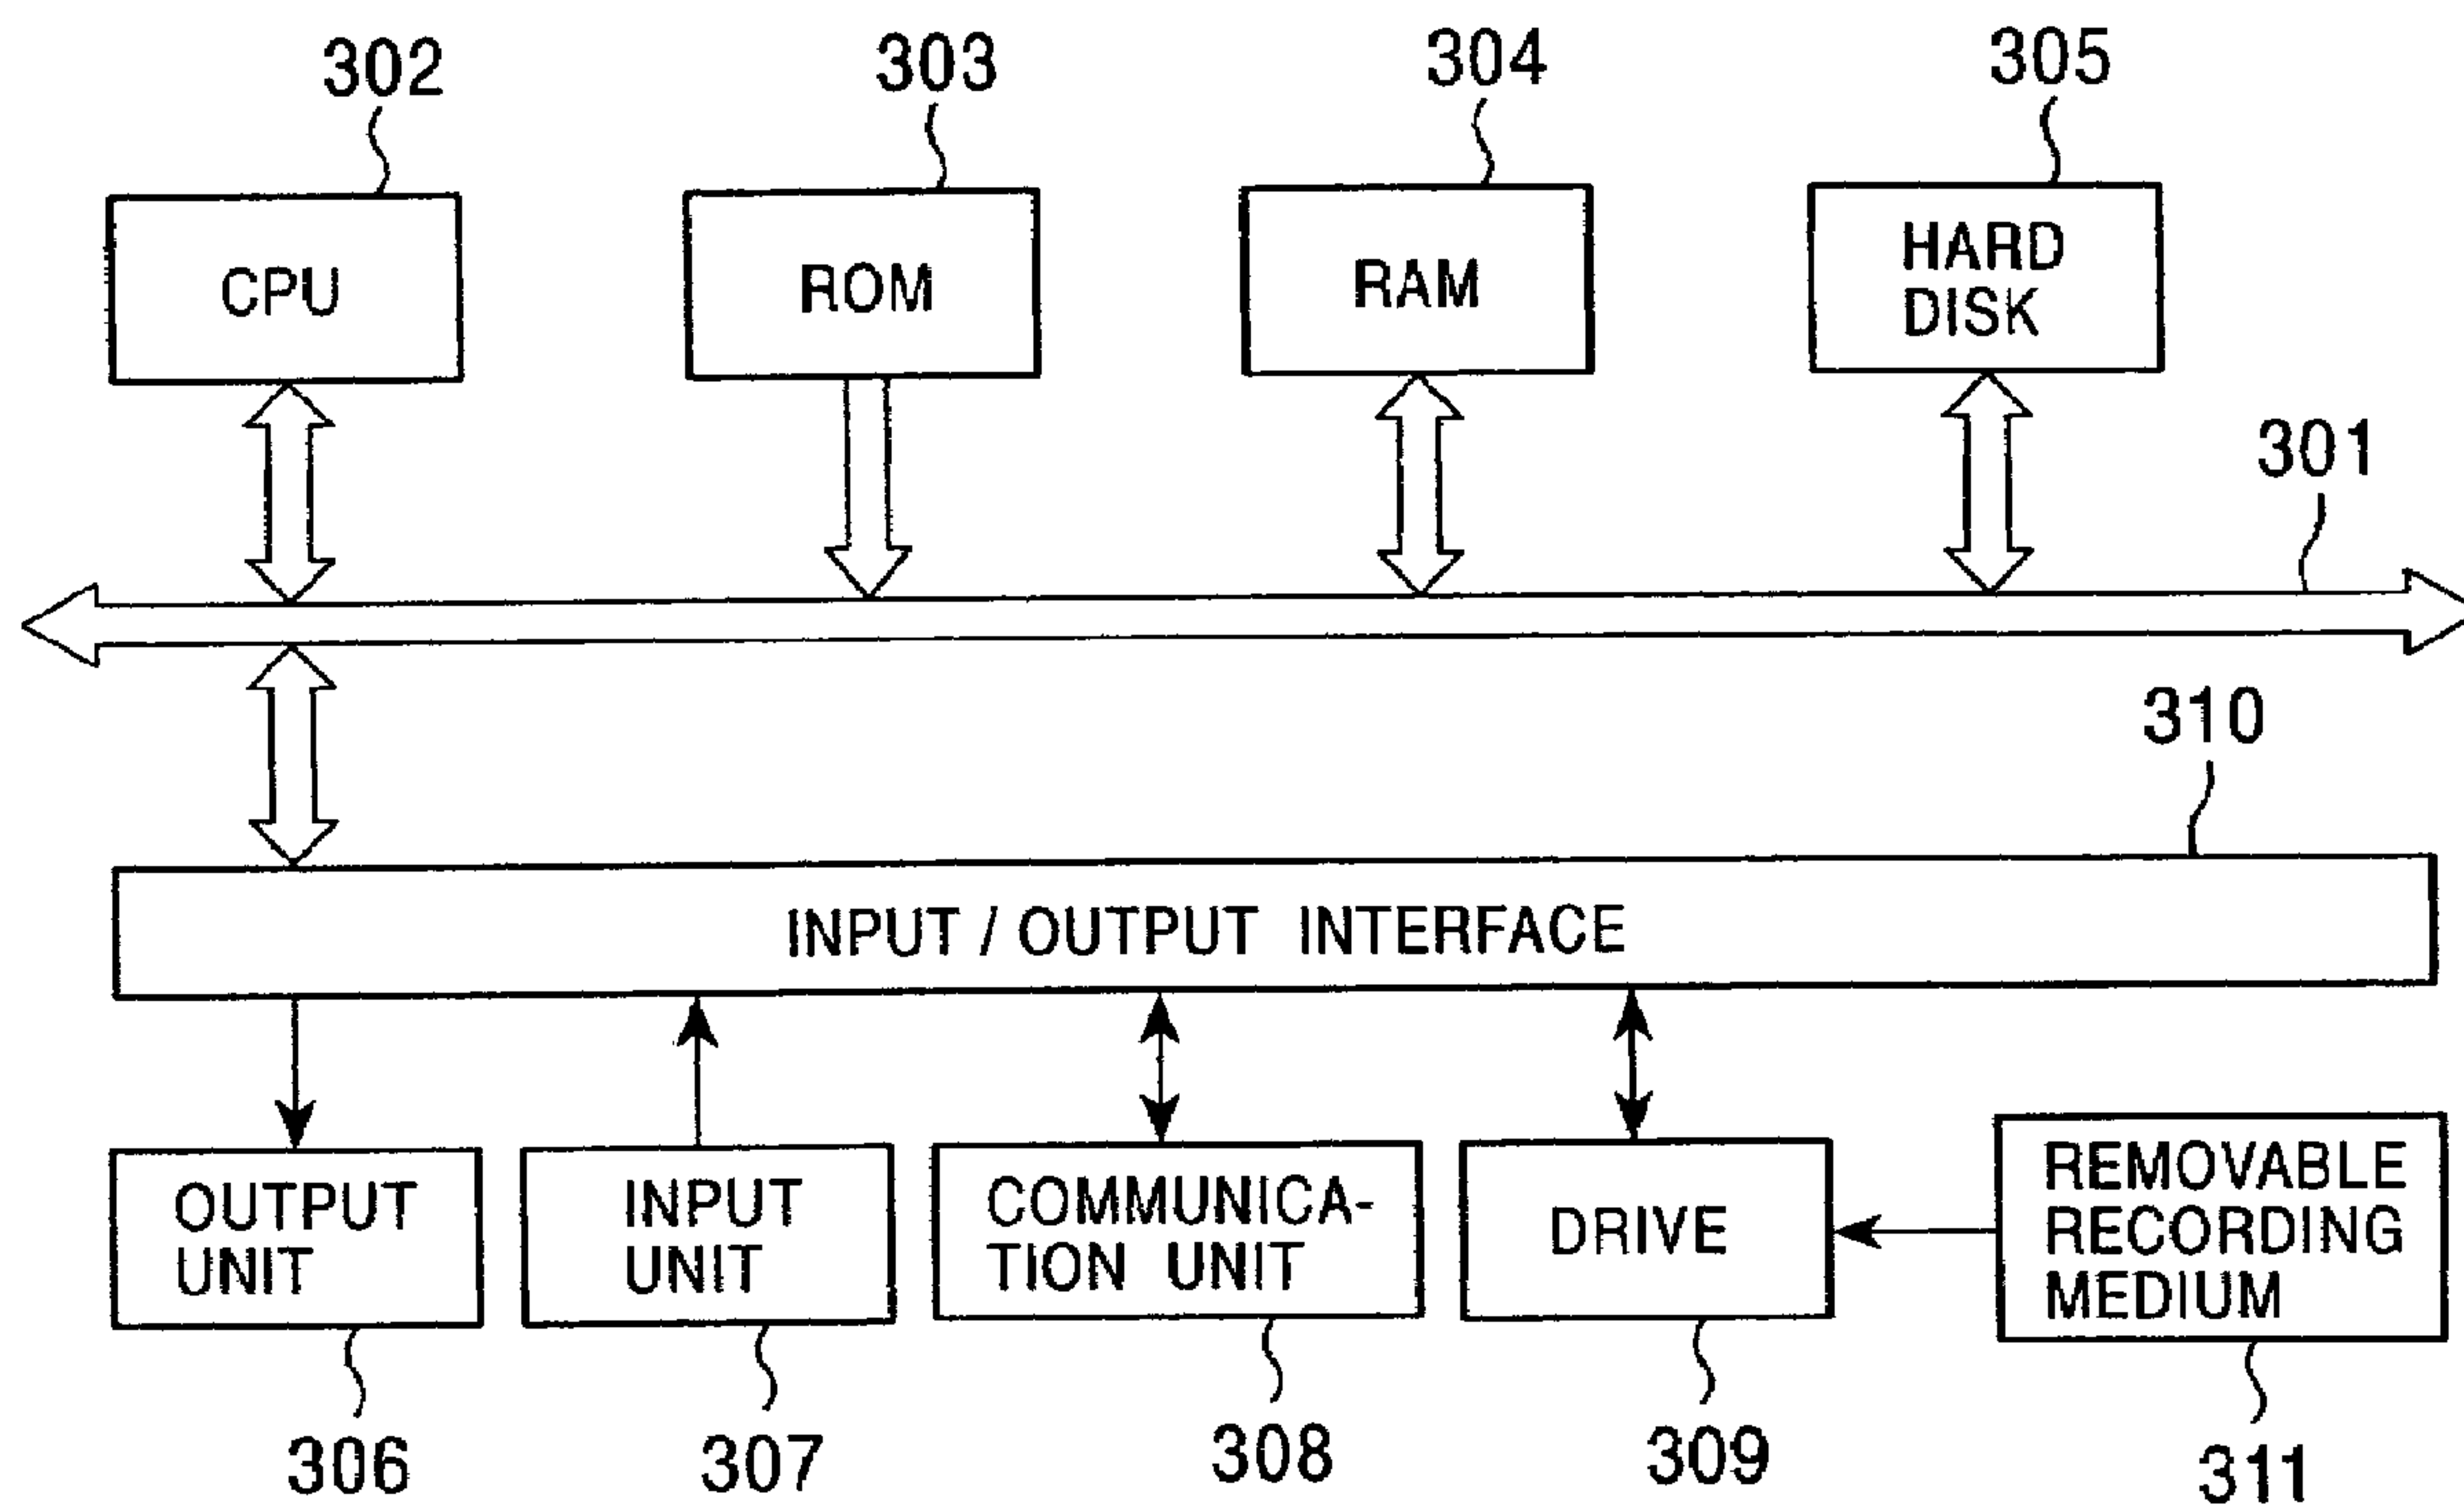 302
303
304
305
CPU
ROM
RAM
HARD
DISK
301
310
INPUT / OUTPUT INTERFACE
OUTPUT
UNIT
INPUT
UNIT
COMMUNICA-
TION UNIT
DRIVE
REMOVABLE
RECORDING
MEDIUM
306
307
308
309
311